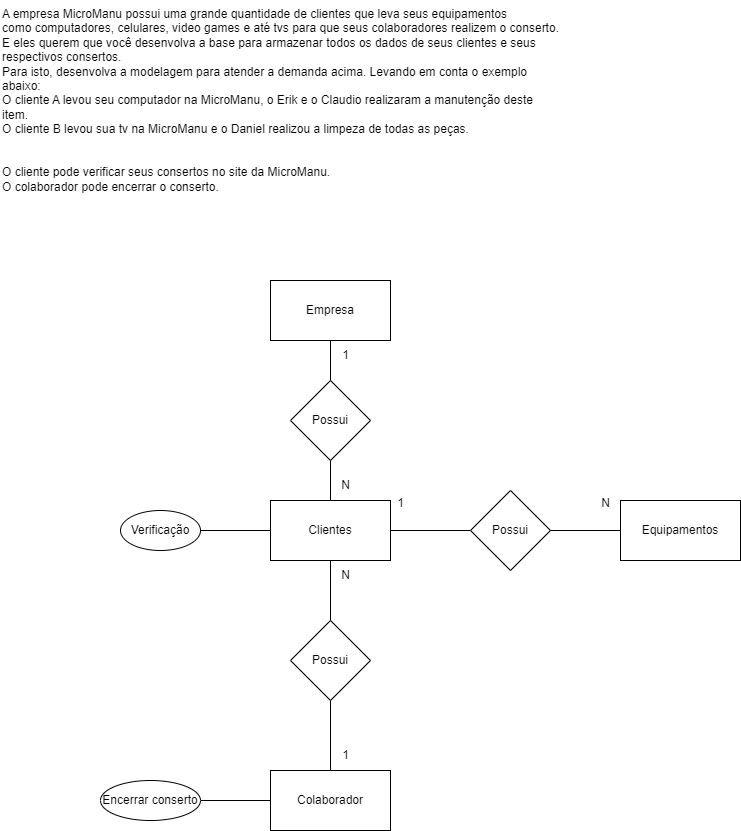 A empresa MicroManu possui uma grande quantidade de clientes que leva seus equipamentos
como computadores, celulares, video games e até tvs para que seus colaboradores realizem o conserto.
E eles querem que você desenvolva a base para armazenar todos os dados de seus clientes e seus
respectivos consertos.
Para isto, desenvolva a modelagem para atender a demanda acima. Levando em conta o exemplo
abaixo:
O cliente A levou seu computador na MicroManu, o Erik e o Claudio realizaram a manutenção deste
item.
O cliente B levou sua tv na MicroManu e o Daniel realizou a limpeza de todas as peças.
O cliente pode verificar seus consertos no site da MicroManu.
O colaborador pode encerrar o conserto.
Empresa
1
Possui
N
1
N
Verificação
Clientes
Possui
Equipamentos
N
Possui
1
Encerrar conserto
Colaborador